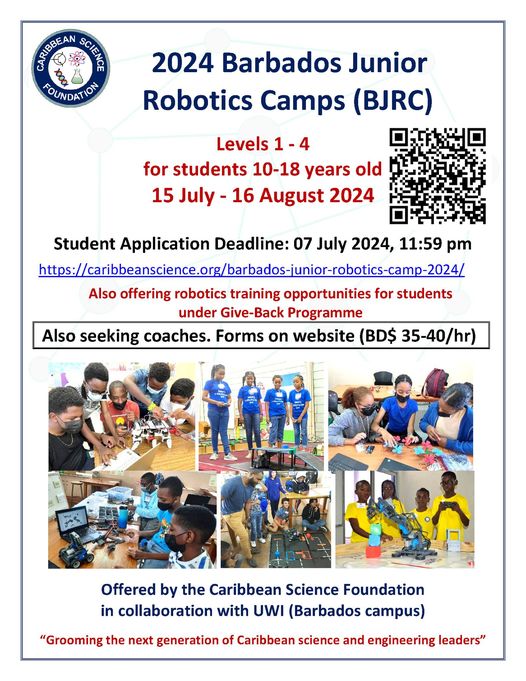 CARIBBEAN SCIENCE
FOUNDATION
2024 Barbados Junior
Robotics Camps (BJRC)
Levels 1 - 4
for students 10-18 years old
15 July - 16 August 2024
Student Application Deadline: 07 July 2024, 11:59 pm
https://caribbeanscience.org/barbados-junior-robotics-camp-2024/
Also offering robotics training opportunities for students
under Give-Back Programme
Also seeking coaches. Forms on website (BD$ 35-40/hr)
Offered by the Caribbean Science Foundation
in collaboration with UWI (Barbados campus)
“Grooming the next generation of Caribbean science and engineering leaders”